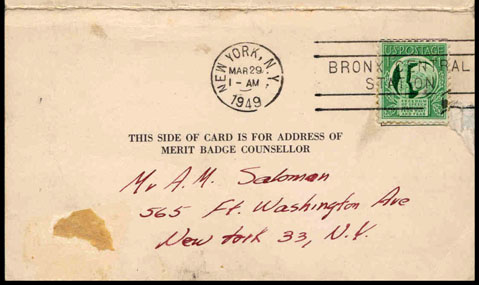 NEW YORK, N.Y.
MAR 29
1 - AM
1949
U.S. POSTAGE
BRONX CENTRAL
STATION
THIS SIDE OF CARD IS FOR ADDRESS OF
MERIT BADGE COUNSELLOR
Mr A.M. Salomon
565 Ft. Washington Ave
New York 33, N.Y.